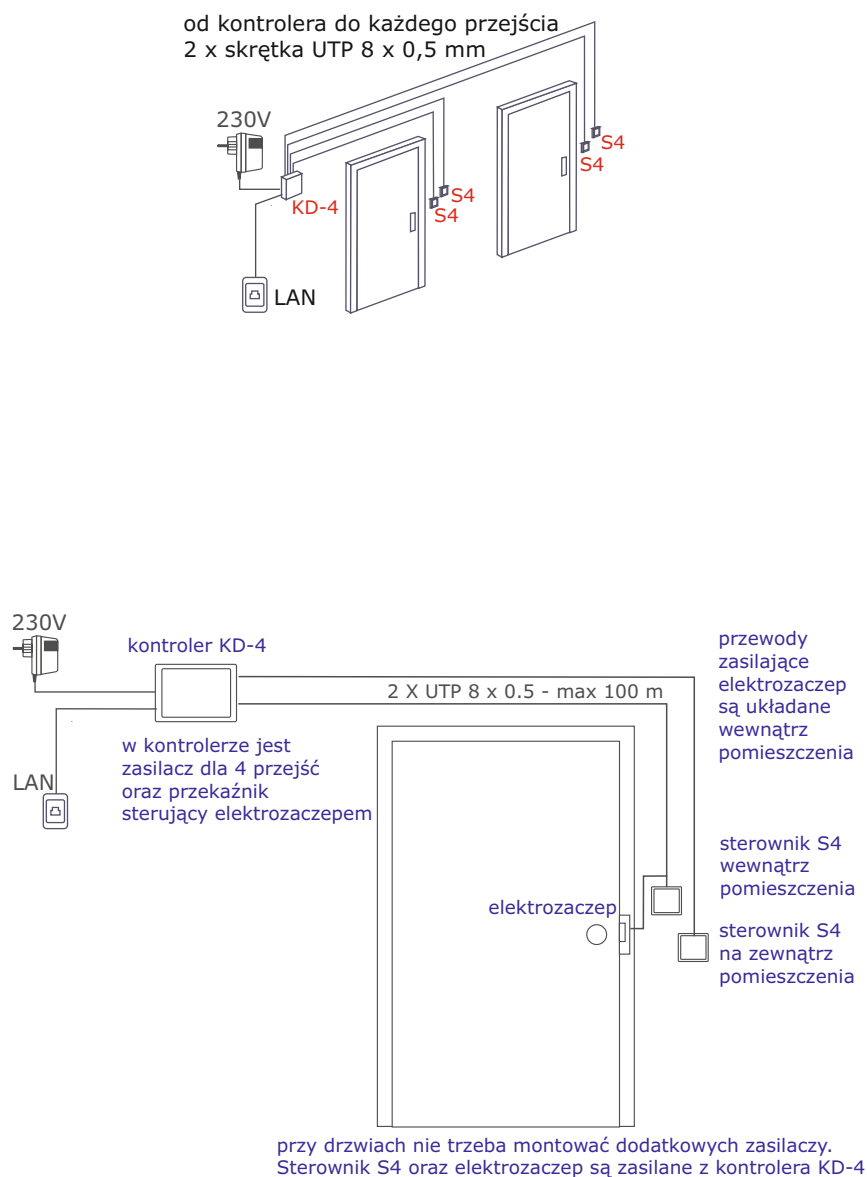 od kontrolera do każdego przejścia
2 x skrętka UTP 8 x 0,5 mm
230V
S4
S4
KD-4
S4
S4
LAN
230V
kontroler KD-4
2 X UTP 8 x 0.5 - max 100 m
przewody
zasilające
elektrozaczep
są układane
wewnątrz
pomieszczenia
w kontrolerze jest
zasilacz dla 4 przejść
oraz przekaźnik
sterujący elektrozaczepem
LAN
sterownik S4
wewnątrz
pomieszczenia
elektrozaczep
sterownik S4
na zewnątrz
pomieszczenia
przy drzwiach nie trzeba montować dodatkowych zasilaczy.
Sterownik S4 oraz elektrozaczep są zasilane z kontrolera KD-4